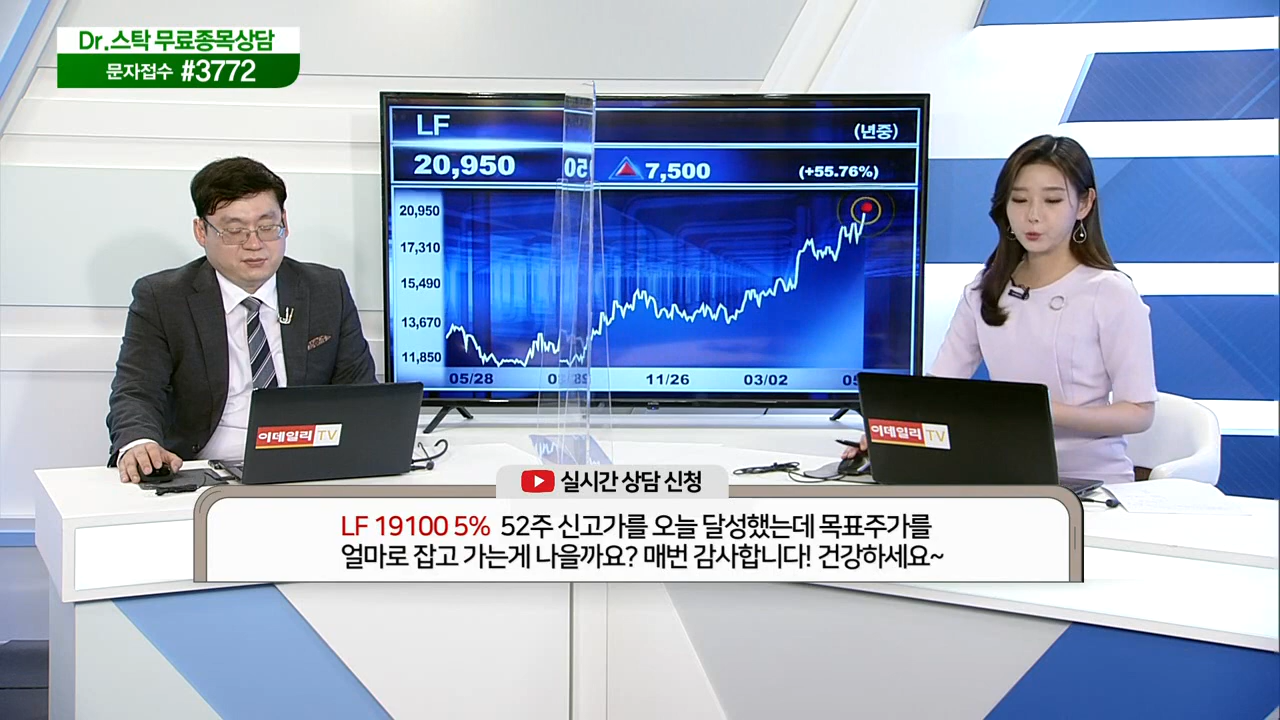 Dr.스탁 무료종목상담
문자접수 #3772
LF
(년중)
20,950
7,500
(+55.76%)
20,950
17,310
15,490
13,670
11,850
05/28
11/26
03/02
이데일리 TV
이데일리 TV
실시간 상담 신청
LF 19100 5% 52주 신고가를 오늘 달성했는데 목표주가를
얼마로 잡고 가는게 나을까요? 매번 감사합니다! 건강하세요~